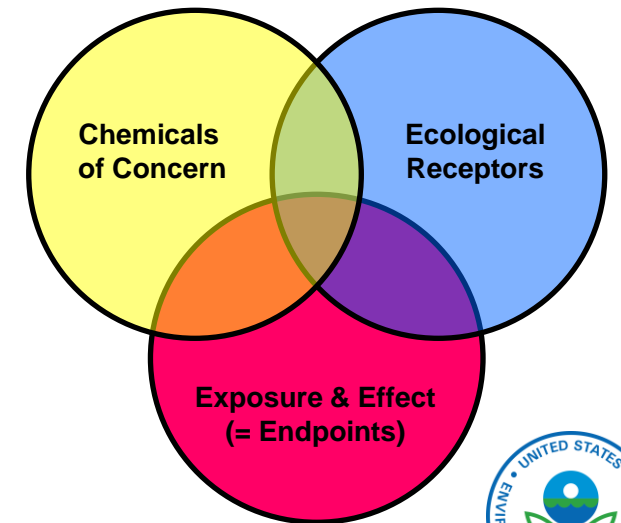 Chemicals
of Concern
Ecological
Receptors
Exposure & Effect
(= Endpoints)
UNITED STATES